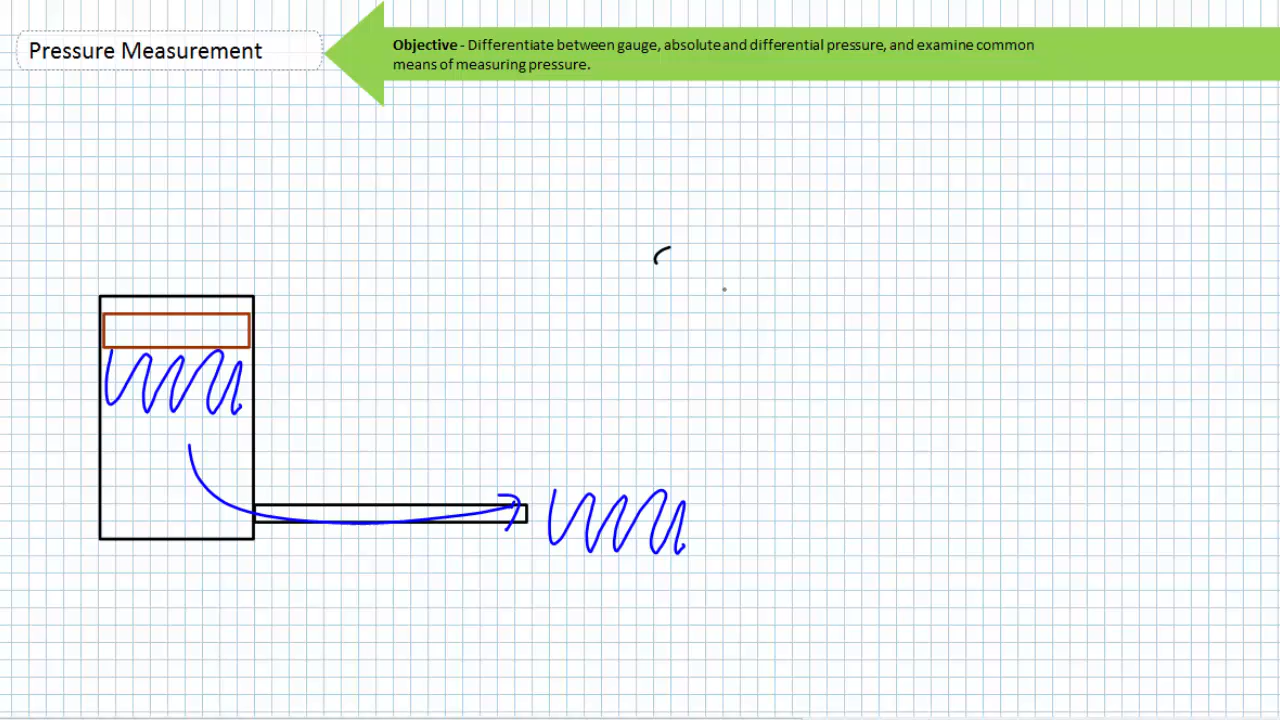 Pressure Measurement
Objective - Differentiate between gauge, absolute and differential pressure, and examine common
means of measuring pressure.